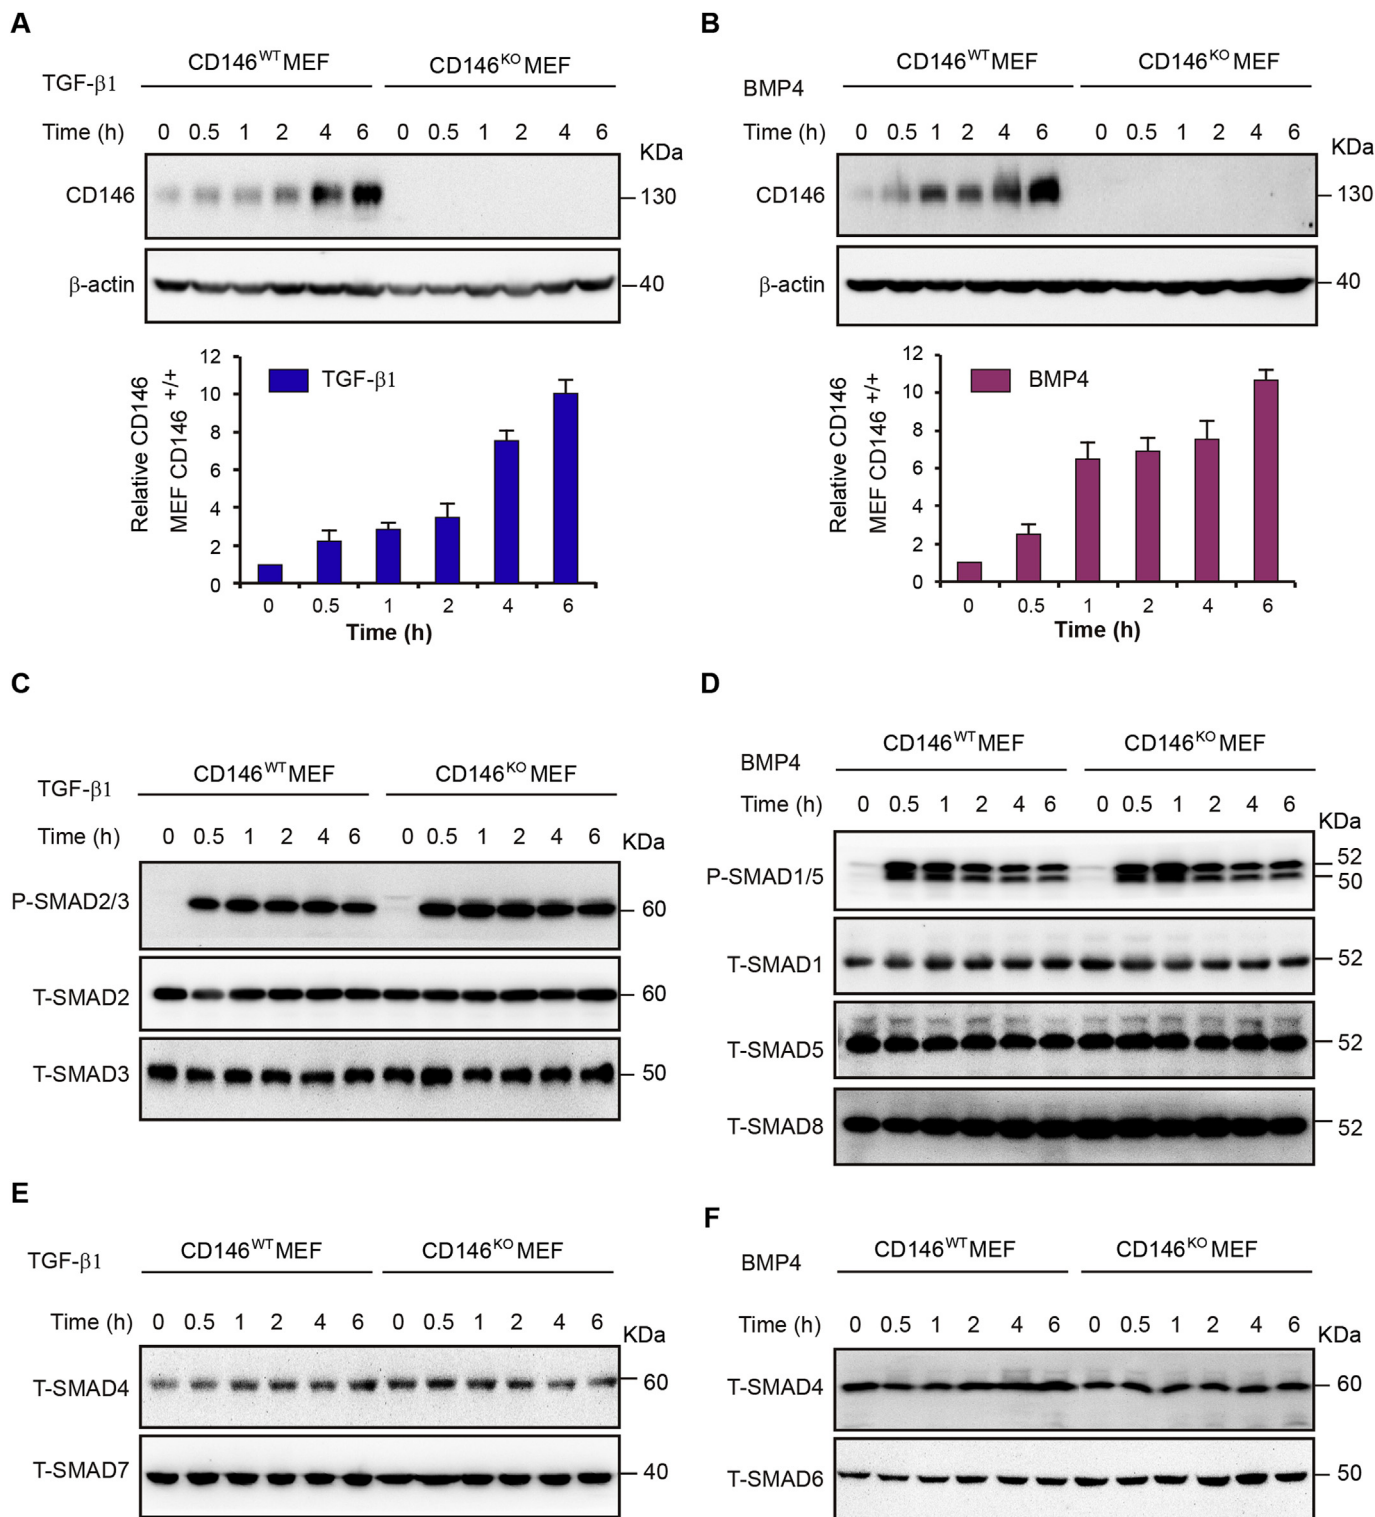 A
CD146WT MEF
CD146KO MEF
TGF-β1
Time (h) 0 0.5 1 2 4 6 0 0.5 1 2 4 6
KDa
CD146
130
β-actin
40
Relative CD146
MEF CD146 +/+
12
10
8
6
4
2
0
TGF-β1
0 0.5 1 2 4 6
Time (h)
B
CD146WT MEF
CD146KO MEF
BMP4
Time (h) 0 0.5 1 2 4 6 0 0.5 1 2 4 6
KDa
CD146
130
β-actin
40
Relative CD146
MEF CD146 +/+
12
10
8
6
4
2
0
BMP4
0 0.5 1 2 4 6
Time (h)
C
CD146WT MEF
CD146KO MEF
TGF-β1
Time (h) 0 0.5 1 2 4 6 0 0.5 1 2 4 6
KDa
P-SMAD2/3
60
T-SMAD2
60
T-SMAD3
50
D
CD146WT MEF
CD146KO MEF
BMP4
Time (h) 0 0.5 1 2 4 6 0 0.5 1 2 4 6
KDa
P-SMAD1/5
52
50
T-SMAD1
52
T-SMAD5
52
T-SMAD8
52
E
CD146WT MEF
CD146KO MEF
TGF-β1
Time (h) 0 0.5 1 2 4 6 0 0.5 1 2 4 6
KDa
T-SMAD4
60
T-SMAD7
40
F
CD146WT MEF
CD146KO MEF
BMP4
Time (h) 0 0.5 1 2 4 6 0 0.5 1 2 4 6
KDa
T-SMAD4
60
T-SMAD6
50